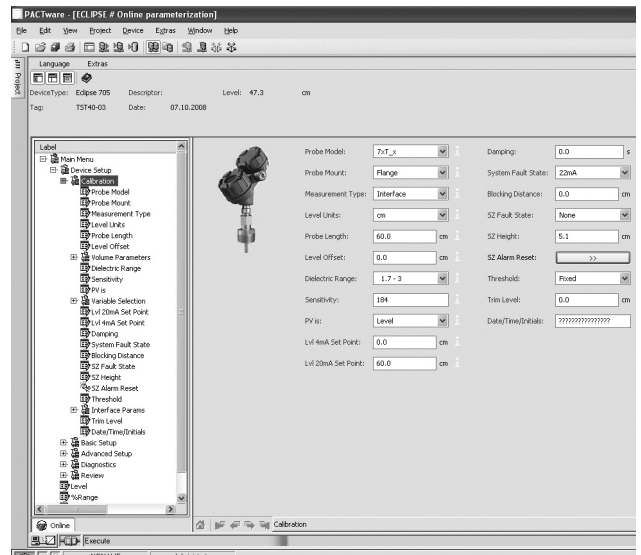 PACTware - [ECLIPSE # Online parameterization]
File Edit View Project Device Extras Window Help
Project
Language Extras
DeviceType: Eclipse 705 Descriptor: Level: 47.3 cm
Tag: TST40-03 Date: 07.10.2008
Label
Main Menu
Device Setup
Calibration
Probe Model
Probe Mount
Measurement Type
Level Units
Probe Length
Level Offset
Volume Parameters
Dielectric Range
Sensitivity
PV is
Variable Selection
Lvl 20mA Set Point
Lvl 4mA Set Point
Damping
System Fault State
Blocking Distance
SZ Fault State
SZ Height
SZ Alarm Reset
Threshold
Interface Params
Trim Level
Date/Time/Initials
Basic Setup
Advanced Setup
Diagnostics
Review
Level
%Range
Probe Model: 7xT_x
Probe Mount: Flange
Measurement Type: Interface
Level Units: cm
Probe Length: 60.0 cm
Level Offset: 0.0 cm
Dielectric Range: 1.7 - 3
Sensitivity: 184
PV is: Level
Lvl 4mA Set Point: 0.0 cm
Lvl 20mA Set Point: 60.0 cm
Damping: 0.0 s
System Fault State: 22mA
Blocking Distance: 0.0 cm
SZ Fault State: None
SZ Height: 5.1 cm
SZ Alarm Reset: >>
Threshold: Fixed
Trim Level: 0.0 cm
Date/Time/Initials: ????????????????
Online
Calibration
Execute